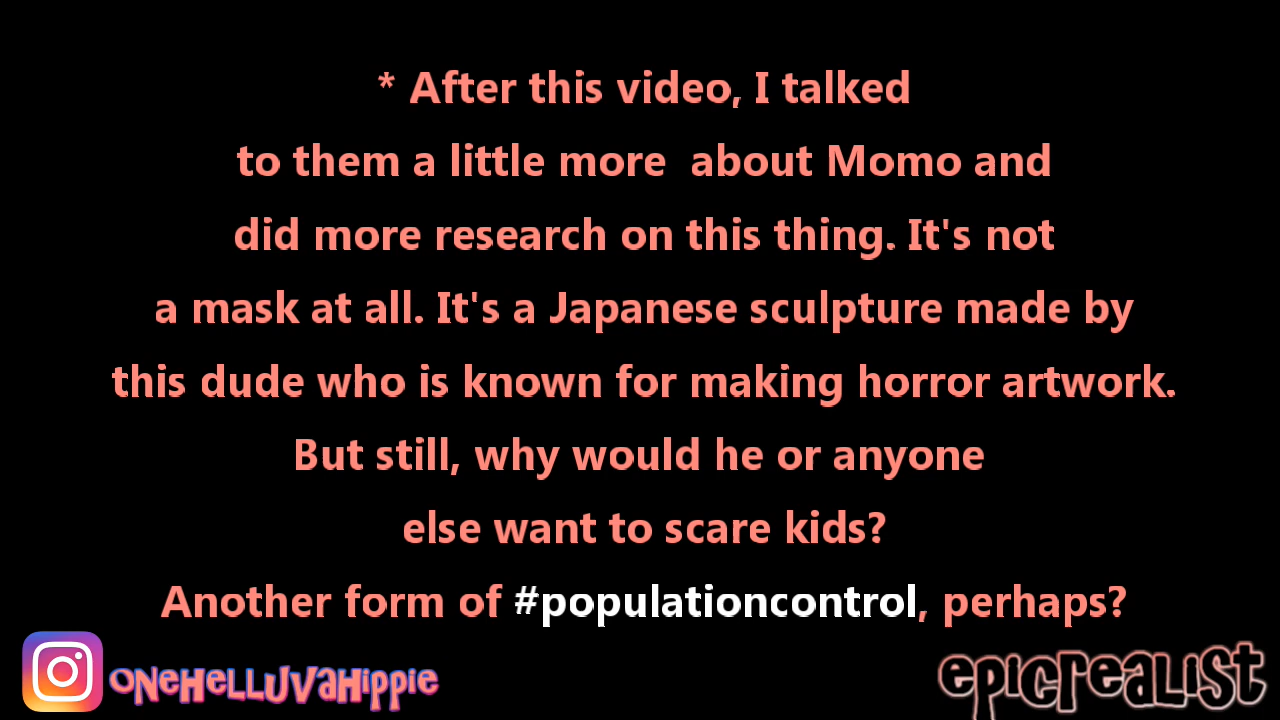 * After this video, I talked
to them a little more  about Momo and
did more research on this thing. It's not
a mask at all. It's a Japanese sculpture made by
this dude who is known for making horror artwork.
But still, why would he or anyone
else want to scare kids?
Another form of #populationcontrol, perhaps?
ONEHELLUVAHIPPIE
EPICREALIST